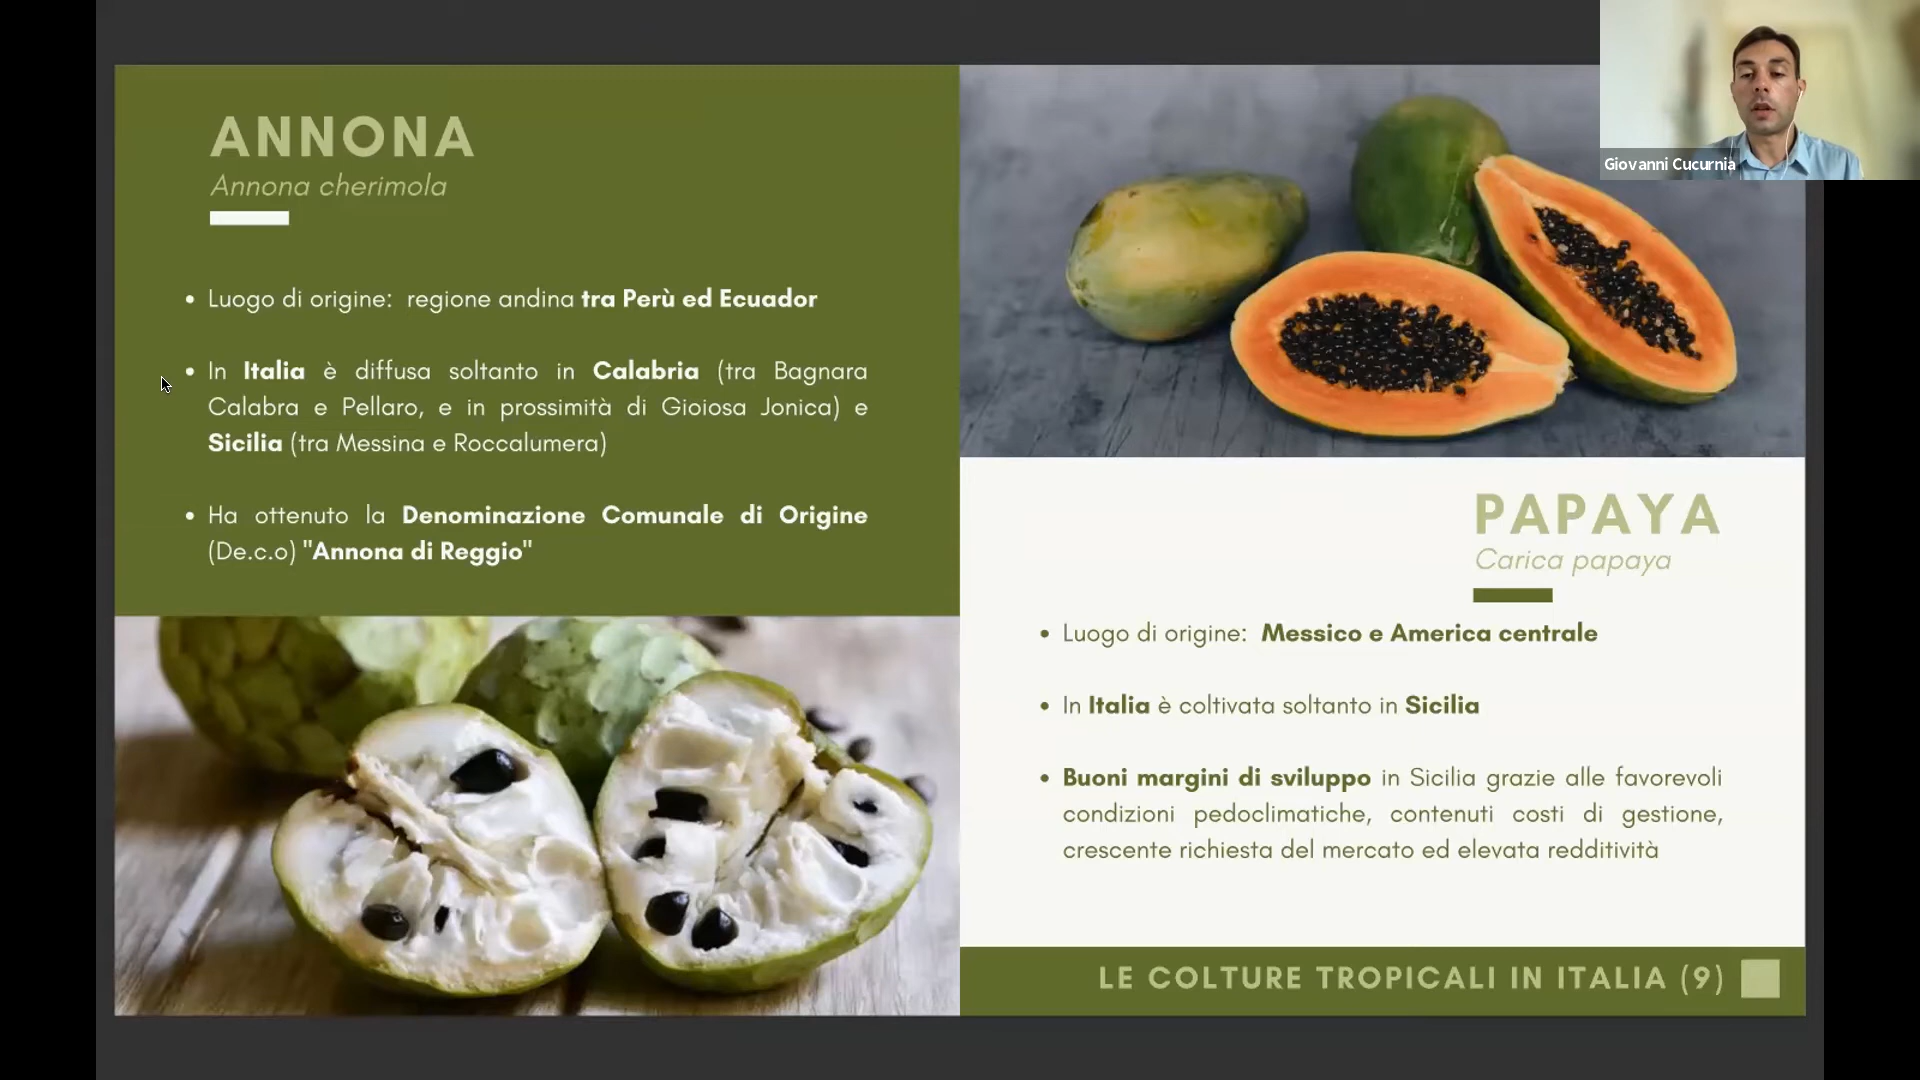 ANNONA
Annona cherimola
• Luogo di origine: regione andina tra Perù ed Ecuador
• In Italia è diffusa soltanto in Calabria (tra Bagnara
Calabra e Pellaro, e in prossimità di Gioiosa Jonica) e
Sicilia (tra Messina e Roccalumera)
• Ha ottenuto la Denominazione Comunale di Origine
(De.c.o) "Annona di Reggio"
Giovanni Cucurnia
PAPAYA
Carica papaya
• Luogo di origine: Messico e America centrale
• In Italia è coltivata soltanto in Sicilia
• Buoni margini di sviluppo in Sicilia grazie alle favorevoli
condizioni pedoclimatiche, contenuti costi di gestione,
crescente richiesta del mercato ed elevata redditività
LE COLTURE TROPICALI IN ITALIA (9)